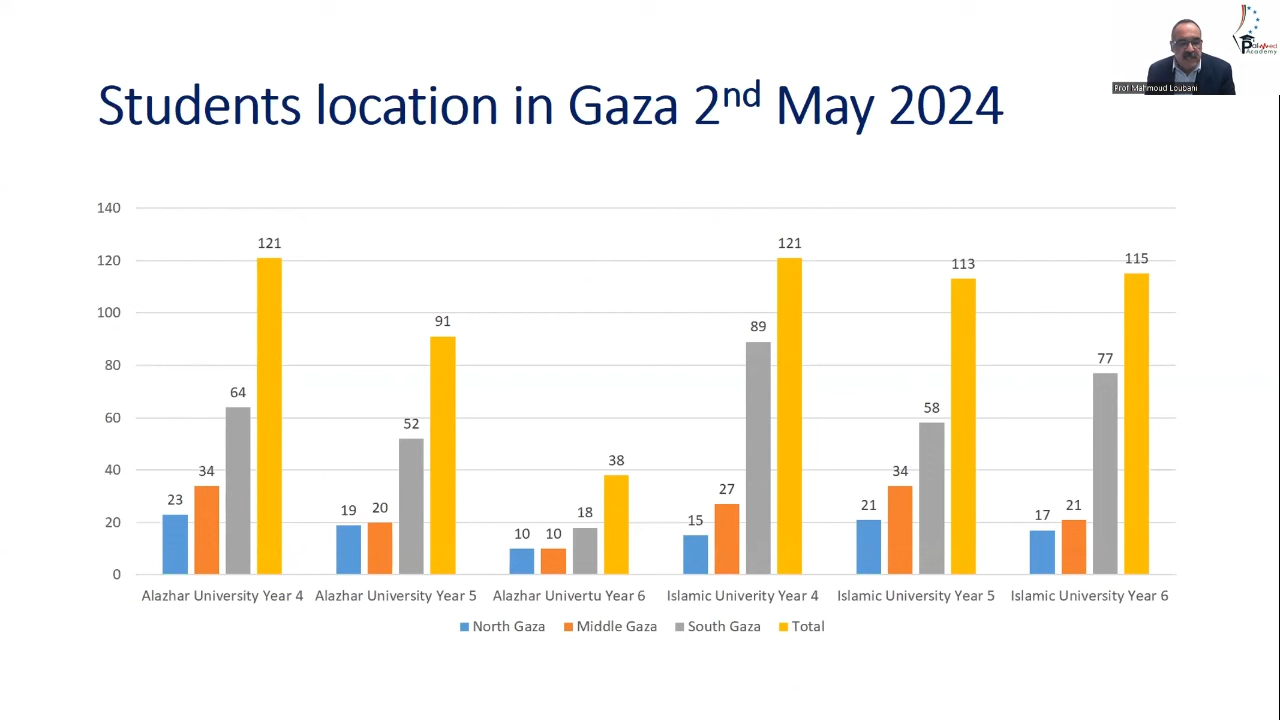 Students location in Gaza 2nd May 2024
PalMed
Academy
Prof Mahmoud Loubani
140
120
100
80
60
40
20
0
23 34 64 121
19 20 52 91
10 10 18 38
15 27 89 121
21 34 58 113
17 21 77 115
Alazhar University Year 4 Alazhar University Year 5 Alazhar Univertu Year 6 Islamic Univerity Year 4 Islamic University Year 5 Islamic University Year 6
North Gaza Middle Gaza South Gaza Total